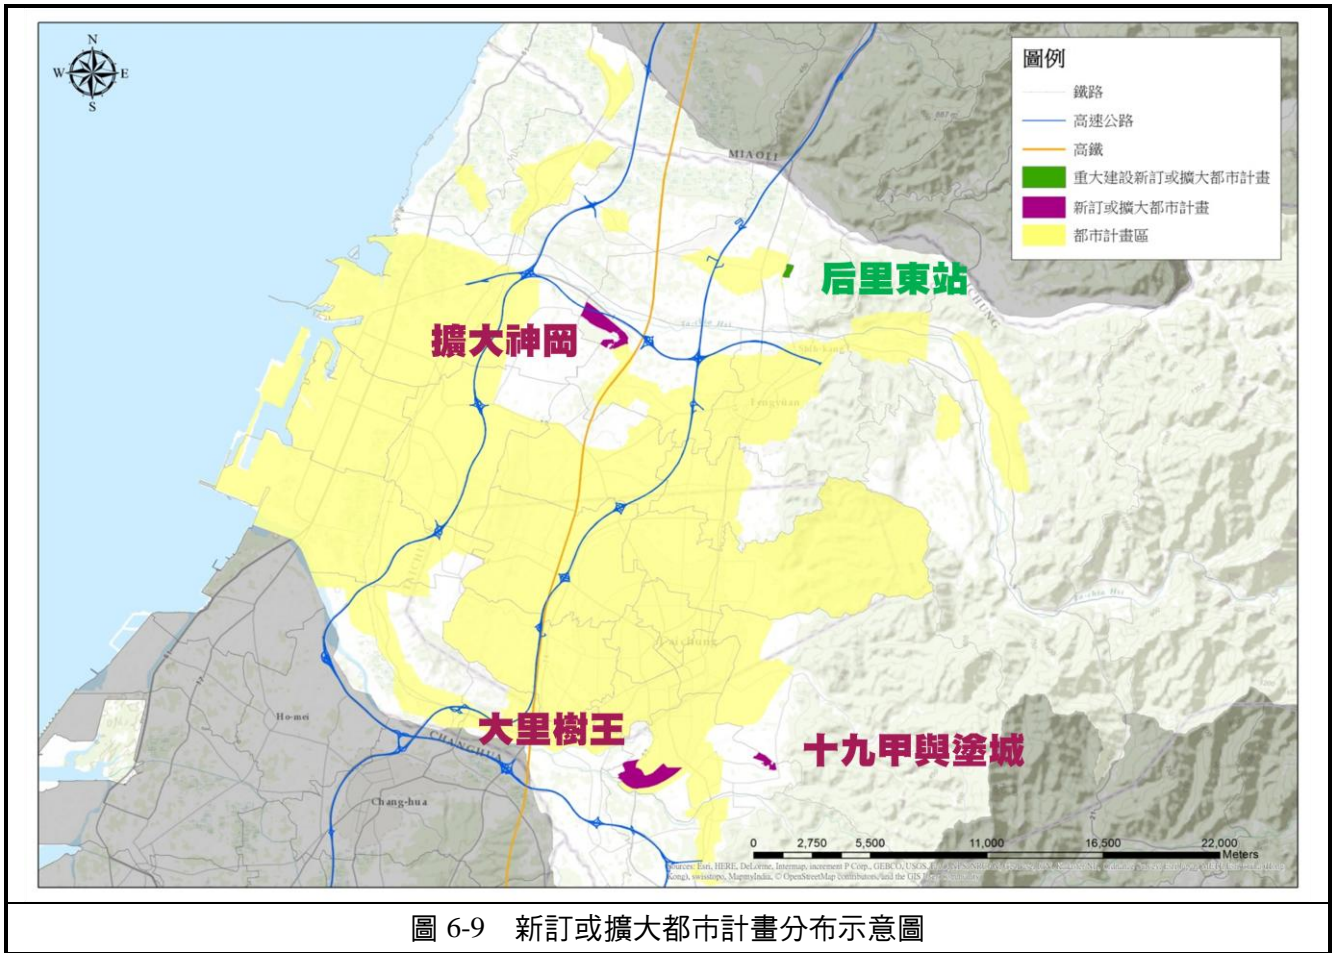 N
W
E
S
圖例
鐵路
高速公路
高鐵
重大建設新訂或擴大都市計畫
新訂或擴大都市計畫
都市計畫區
MIAOLI
后里東站
擴大神岡
Fengyüan
Taichung
大里樹王
十九甲與塗城
Ho-mei
CHANGHUA
Chang-hua
0 2,750 5,500 11,000 16,500 22,000
Meters
圖 6-9 新訂或擴大都市計畫分布示意圖